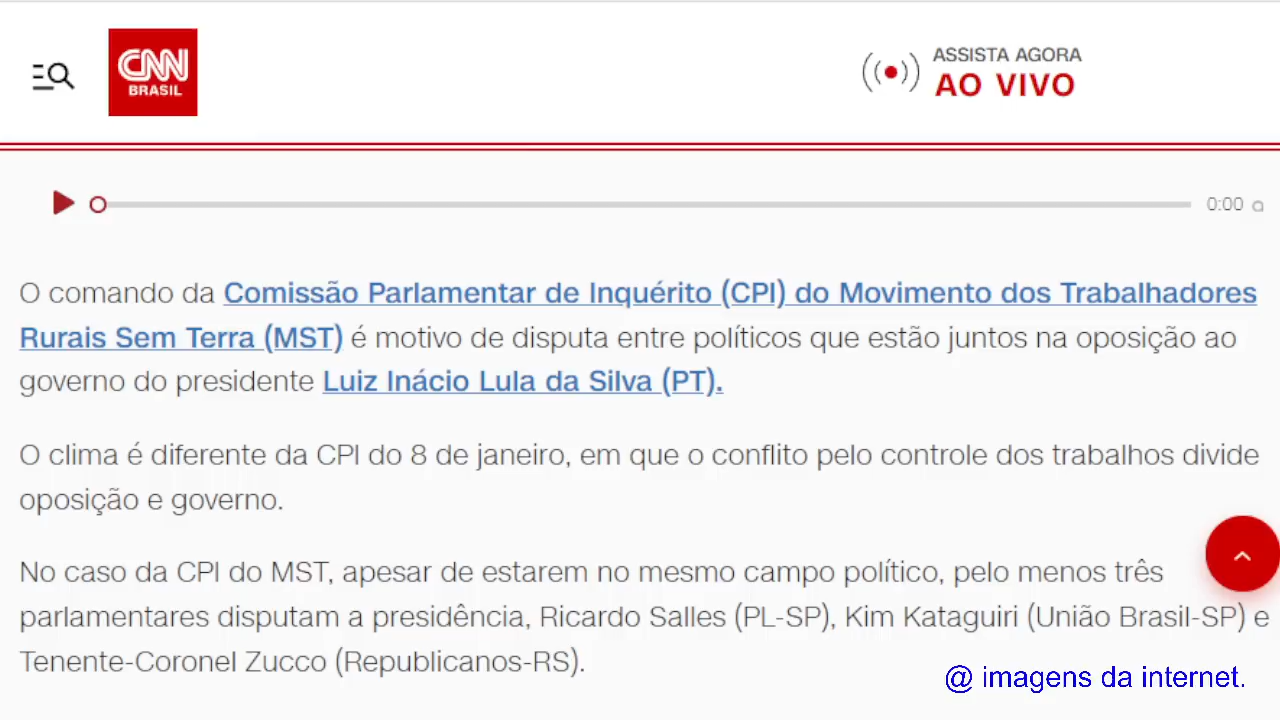 CNN
BRASIL
ASSISTA AGORA
AO VIVO
0:00
O comando da Comissão Parlamentar de Inquérito (CPI) do Movimento dos Trabalhadores
Rurais Sem Terra (MST) é motivo de disputa entre políticos que estão juntos na oposição ao
governo do presidente Luiz Inácio Lula da Silva (PT).
O clima é diferente da CPI do 8 de janeiro, em que o conflito pelo controle dos trabalhos divide
oposição e governo.
No caso da CPI do MST, apesar de estarem no mesmo campo político, pelo menos três
parlamentares disputam a presidência, Ricardo Salles (PL-SP), Kim Kataguiri (União Brasil-SP) e
Tenente-Coronel Zucco (Republicanos-RS).
@ imagens da internet.